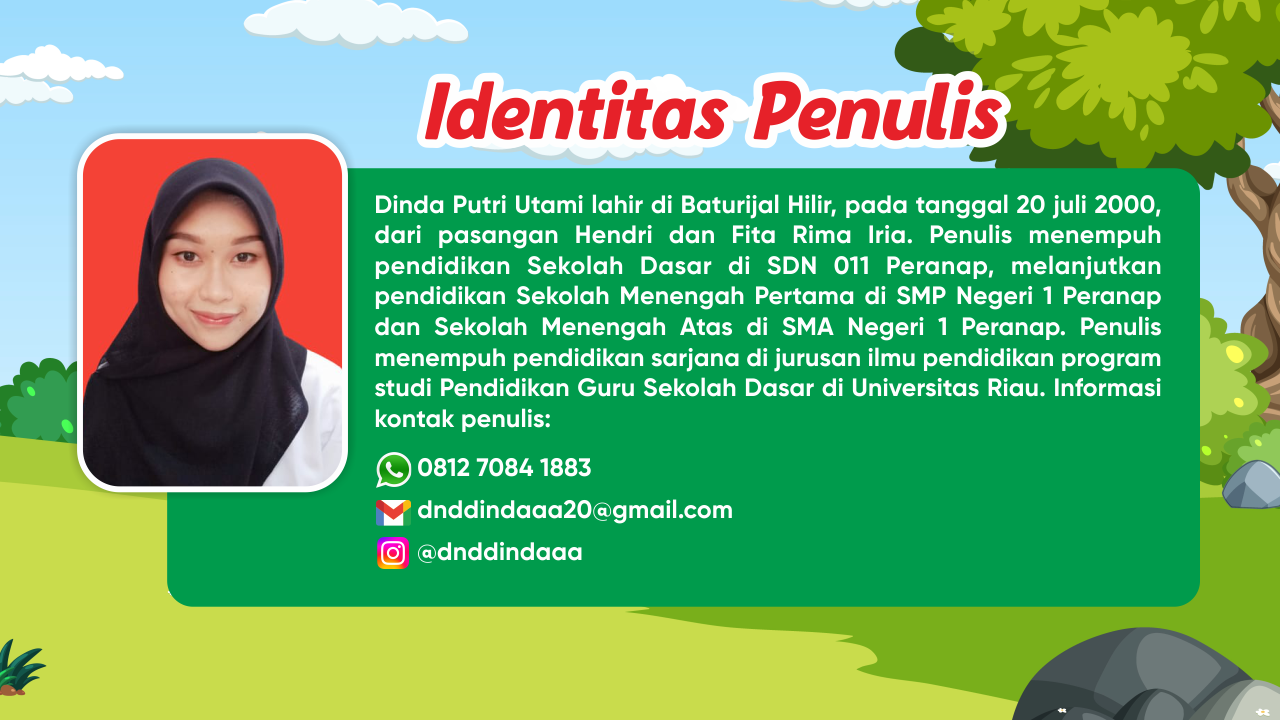 Identitas Penulis
Dinda Putri Utami lahir di Baturijal Hilir, pada tanggal 20 juli 2000,
dari pasangan Hendri dan Fita Rima Iria. Penulis menempuh
pendidikan Sekolah Dasar di SDN 011 Peranap, melanjutkan
pendidikan Sekolah Menengah Pertama di SMP Negeri 1 Peranap
dan Sekolah Menengah Atas di SMA Negeri 1 Peranap. Penulis
menempuh pendidikan sarjana di jurusan ilmu pendidikan program
studi Pendidikan Guru Sekolah Dasar di Universitas Riau. Informasi
kontak penulis:
0812 7084 1883
dnddindaaa20@gmail.com
@dnddindaaa